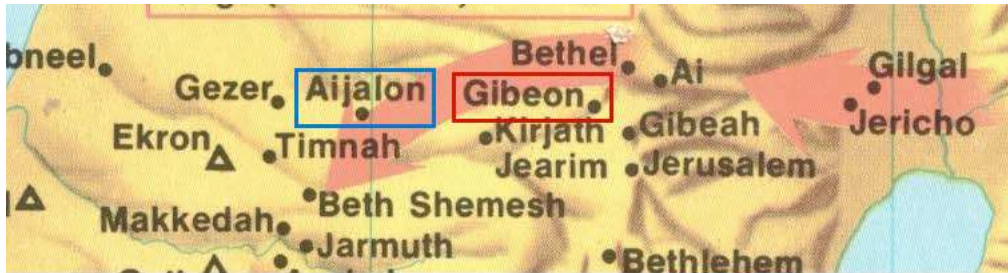 bneel
Bethel
Ai
Gilgal
Gezer
Aijalon
Gibeon
Jericho
Ekron
Timnah
Kirjath
Jearim
Gibeah
Jerusalem
Beth Shemesh
Makkedah
Jarmuth
Bethlehem